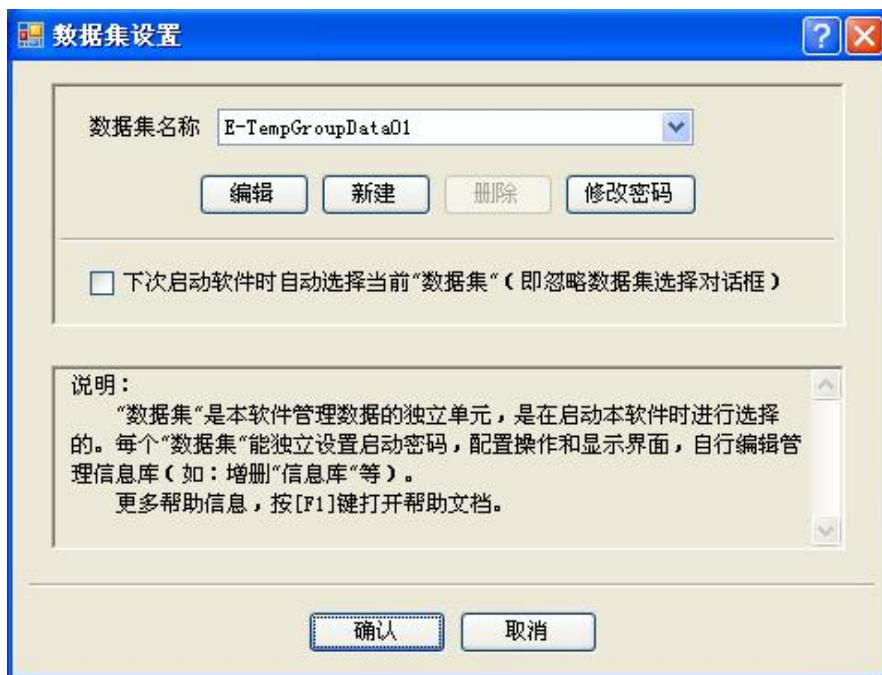 数据集设置
数据集名称 E-TempGroupData01
编辑 新建 删除 修改密码
下次启动软件时自动选择当前"数据集"(即忽略数据集选择对话框)
说明:
"数据集"是本软件管理数据的独立单元,是在启动本软件时进行选择
的。每个"数据集"能独立设置启动密码,配置操作和显示界面,自行编辑管
理信息库(如:增删"信息库"等)。
更多帮助信息,按[F1]键打开帮助文档。
确认 取消